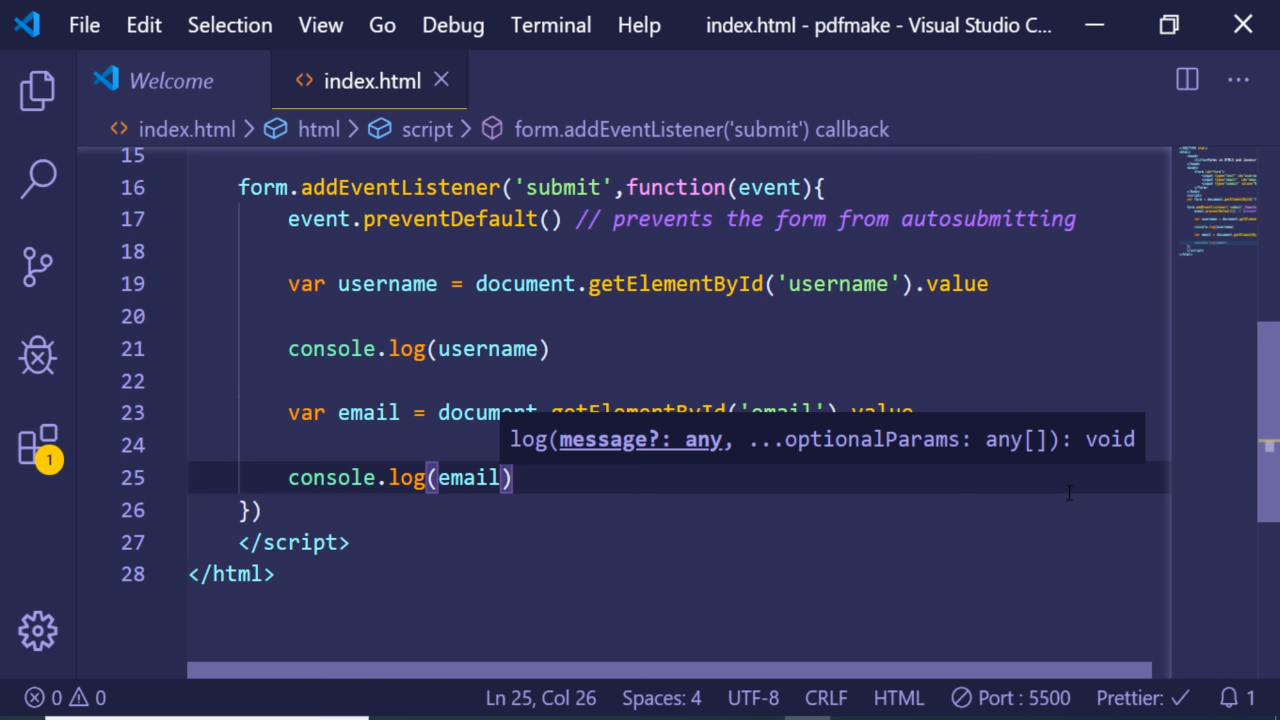 File Edit Selection View Go Debug Terminal Help index.html - pdfmake - Visual Studio C...
Welcome index.html
index.html > html > script > form.addEventListener('submit') callback
15
16 form.addEventListener('submit',function(event){
17 event.preventDefault() // prevents the form from autosubmitting
18
19 var username = document.getElementById('username').value
20
21 console.log(username)
22
23 var email = document.getElementById('email').value
log(message?: any, ...optionalParams: any[]): void
24
25 console.log(email)
26 })
27 </script>
28 </html>
1
0 0 Ln 25, Col 26 Spaces: 4 UTF-8 CRLF HTML Port : 5500 Prettier: ✓ 1